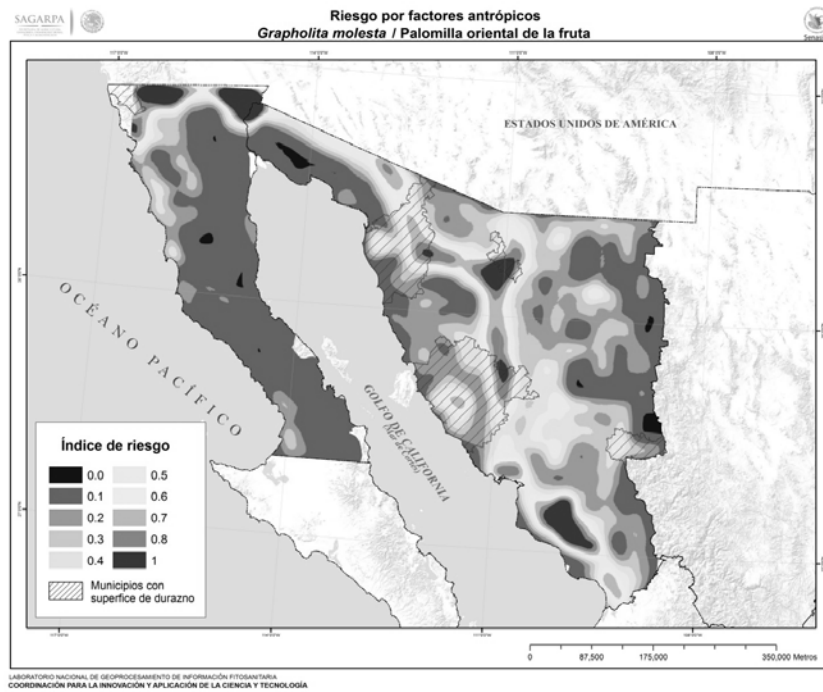 SAGARPA
Riesgo por factores antrópicos
Grapholita molesta / Palomilla oriental de la fruta
ESTADOS UNIDOS DE AMÉRICA
OCÉANO PACÍFICO
GOLFO DE CALIFORNIA
(Mar de Cortés)
Índice de riesgo
0.0 0.5
0.1 0.6
0.2 0.7
0.3 0.8
0.4 1
Municipios con
superfice de durazno
0 87,500 175,000 350,000 Metros
LABORATORIO NACIONAL DE GEOPROCESAMIENTO DE INFORMACIÓN FITOSANITARIA
COORDINACIÓN PARA LA INNOVACIÓN Y APLICACIÓN DE LA CIENCIA Y TECNOLOGÍA